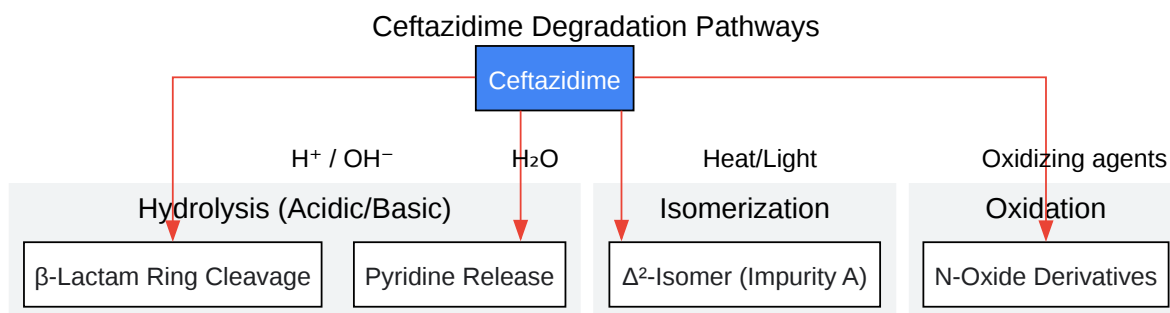 Ceftazidime Degradation Pathways
Ceftazidime
H⁺ / OH⁻
H₂O
Heat/Light
Oxidizing agents
Hydrolysis (Acidic/Basic)
Isomerization
Oxidation
β-Lactam Ring Cleavage
Pyridine Release
Δ²-Isomer (Impurity A)
N-Oxide Derivatives